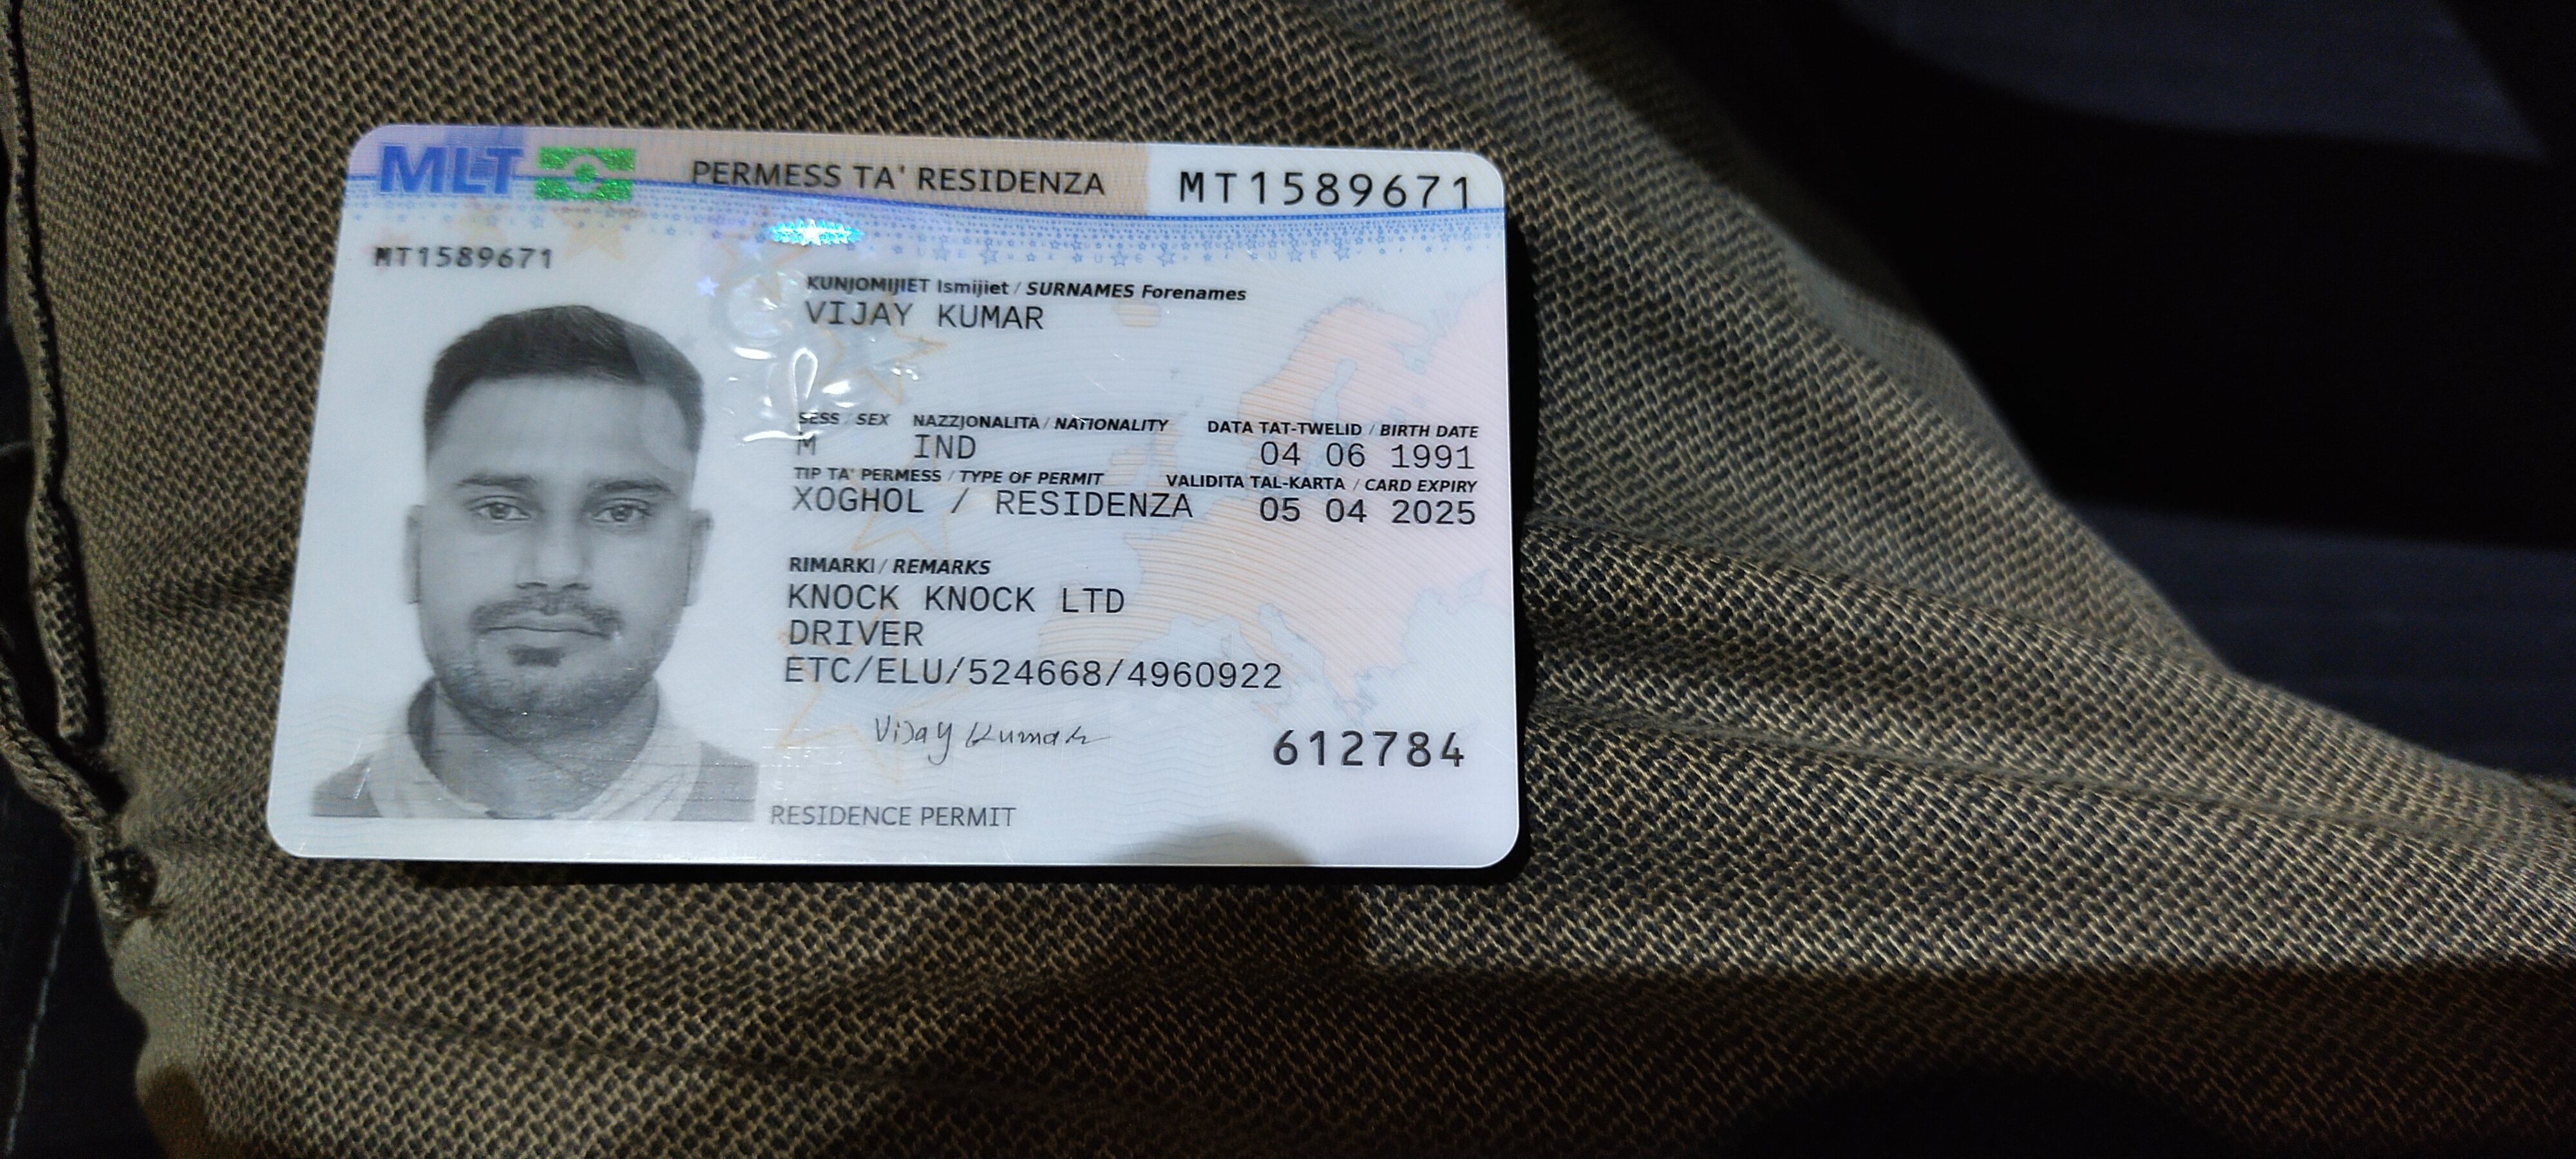 MLT PERMESS TA' RESIDENZA MT1589671
MT1589671
KUNJOMIJIET Ismijiet / SURNAMES Forenames
VIJAY KUMAR
SESS / SEX NAZZJONALITA / NATIONALITY DATA TAT-TWELID / BIRTH DATE
M IND 04 06 1991
TIP TA' PERMESS / TYPE OF PERMIT VALIDITA TAL-KARTA / CARD EXPIRY
XOGHOL / RESIDENZA 05 04 2025
RIMARKI / REMARKS
KNOCK KNOCK LTD
DRIVER
ETC/ELU/524668/4960922
Vijay Kumar
612784
RESIDENCE PERMIT